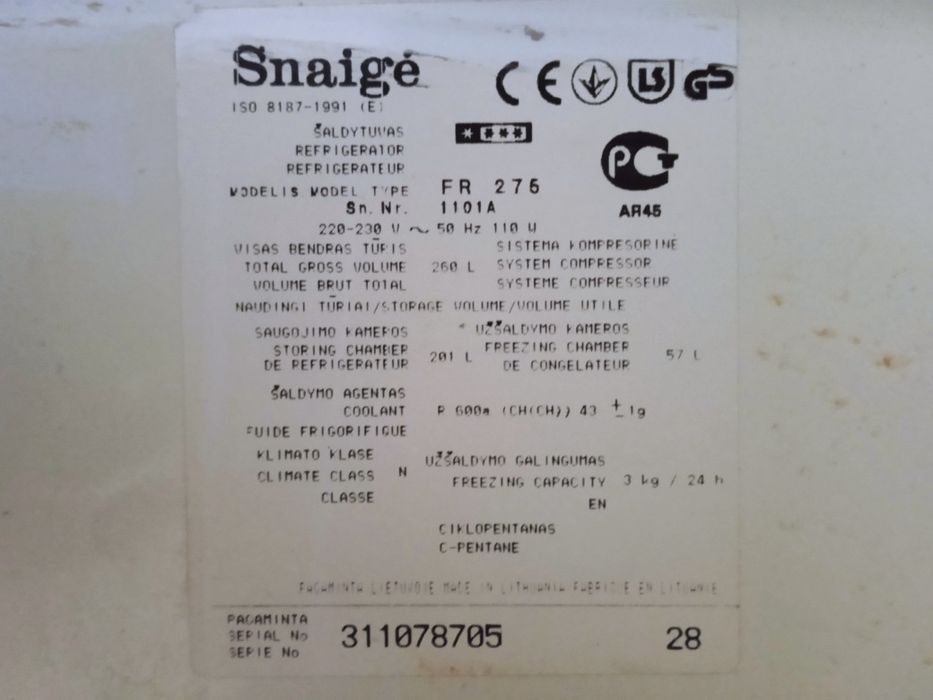 Snaigė
ISO 8187-1991 (E)
CE LS GS
ŠALDYTUVAS
REFRIGERATOR
REFRIGERATEUR
PCT
AR45
MODELIS MODEL TYPE FR 275
Sn. Nr. 1101A
220-230 V ~ 50 Hz 110 W
VISAS BENDRAS TŪRIS SISTEMA KOMPRESORINE
TOTAL GROSS VOLUME 260 L SYSTEM COMPRESSOR
VOLUME BRUT TOTAL SYSTEME COMPRESSEUR
NAUDINGI TŪRIAI/STORAGE VOLUME/VOLUME UTILE
SAUGOJIMO KAMEROS UŽŠALDYMO KAMEROS
STORING CHAMBER 201 L FREEZING CHAMBER 57 L
DE REFRIGERATEUR DE CONGELATEUR
ŠALDYMO AGENTAS
COOLANT R 600a (CH(CH)) 43 ± 1g
FUIDE FRIGORIFIQUE
KLIMATO KLASE UŽŠALDYMO GALINGUMAS
CLIMATE CLASS N FREEZING CAPACITY 3 kg / 24 h
CLASSE EN
CIKLOPENTANAS
C-PENTANE
PAGAMINTA LIETUVOJE MADE IN LITHUANIA FABRIQUE EN LITUANIE
PAGAMINTA
SERIAL No 311078705 28
SERIE No